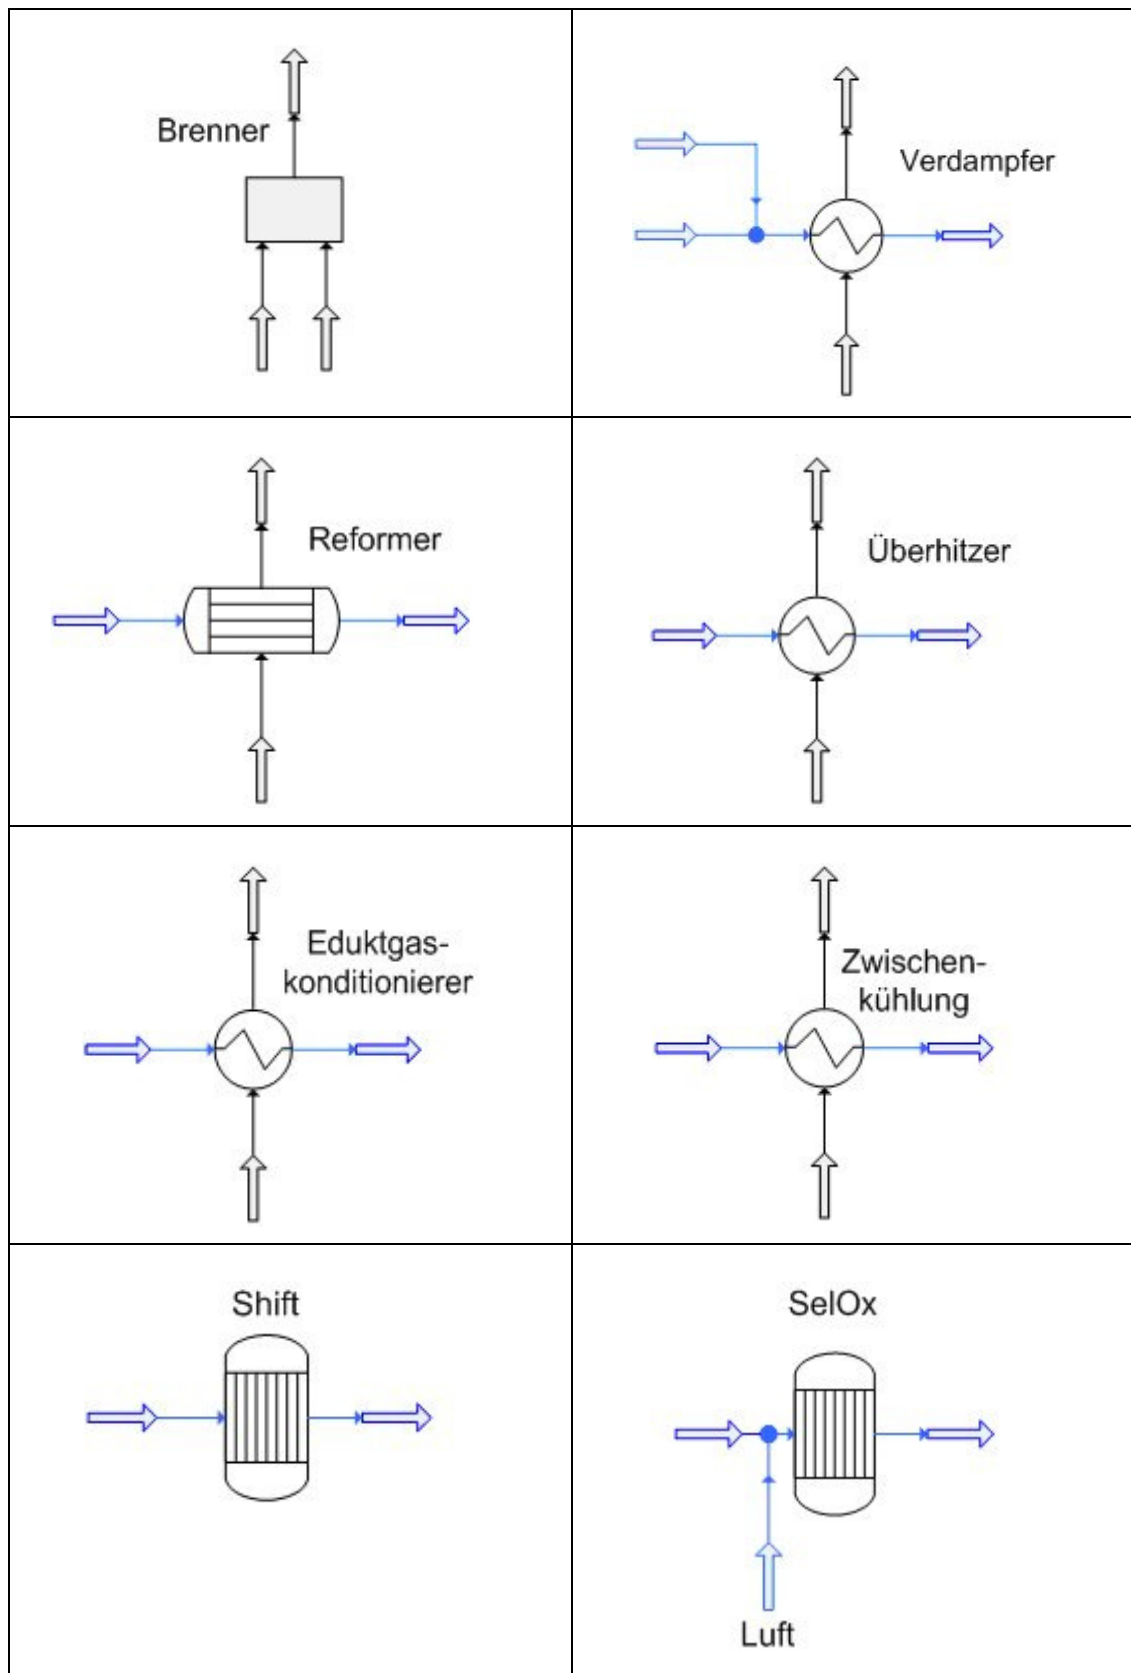 Brenner
Verdampfer
Reformer
Überhitzer
Eduktgas-
konditionierer
Zwischen-
kühlung
Shift
SelOx
Luft